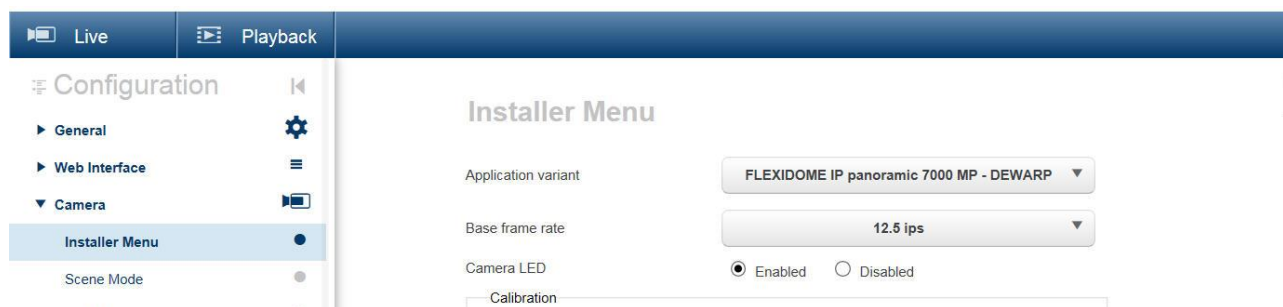 Live Playback
Configuration
General
Web Interface
Camera
Installer Menu
Scene Mode
Installer Menu
Application variant FLEXIDOME IP panoramic 7000 MP - DEWARP
Base frame rate 12.5 ips
Camera LED Enabled Disabled
Calibration